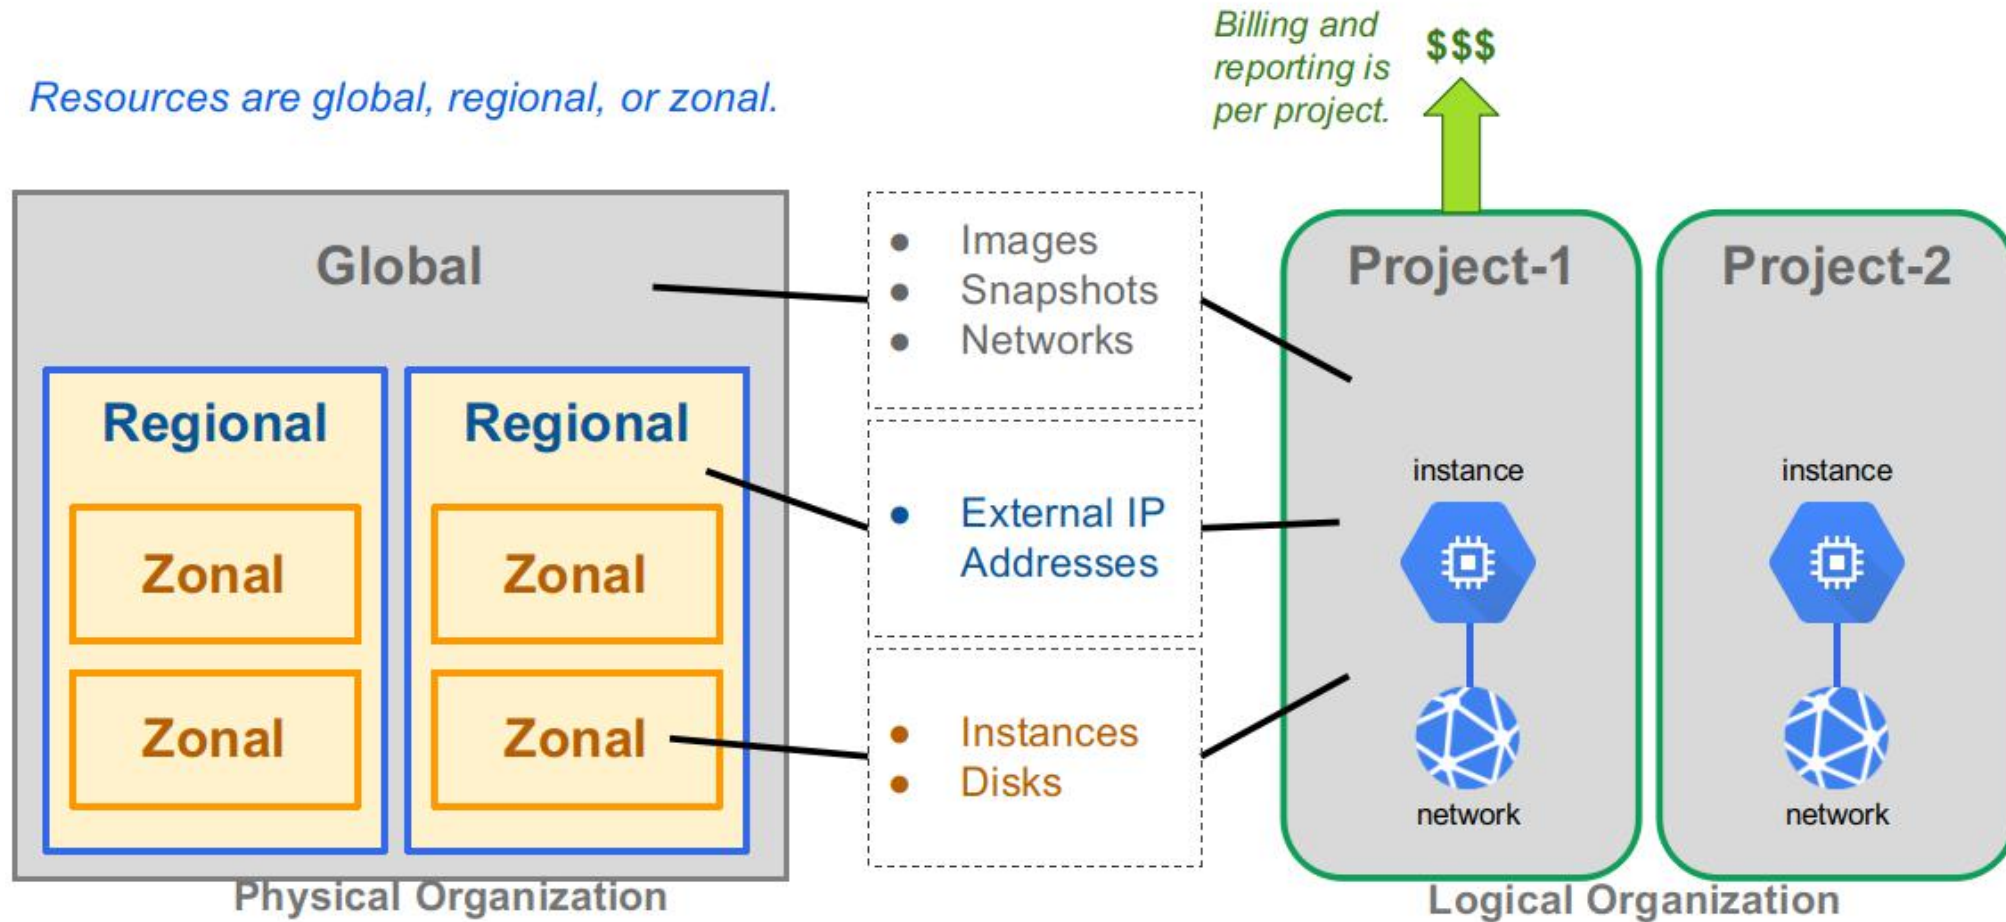 Resources are global, regional, or zonal.
Billing and
reporting is
per project.
$$$
Global
Regional
Regional
Zonal
Zonal
Zonal
Zonal
Physical Organization
● Images
● Snapshots
● Networks
● External IP
Addresses
● Instances
● Disks
Project-1
instance
network
Project-2
instance
network
Logical Organization